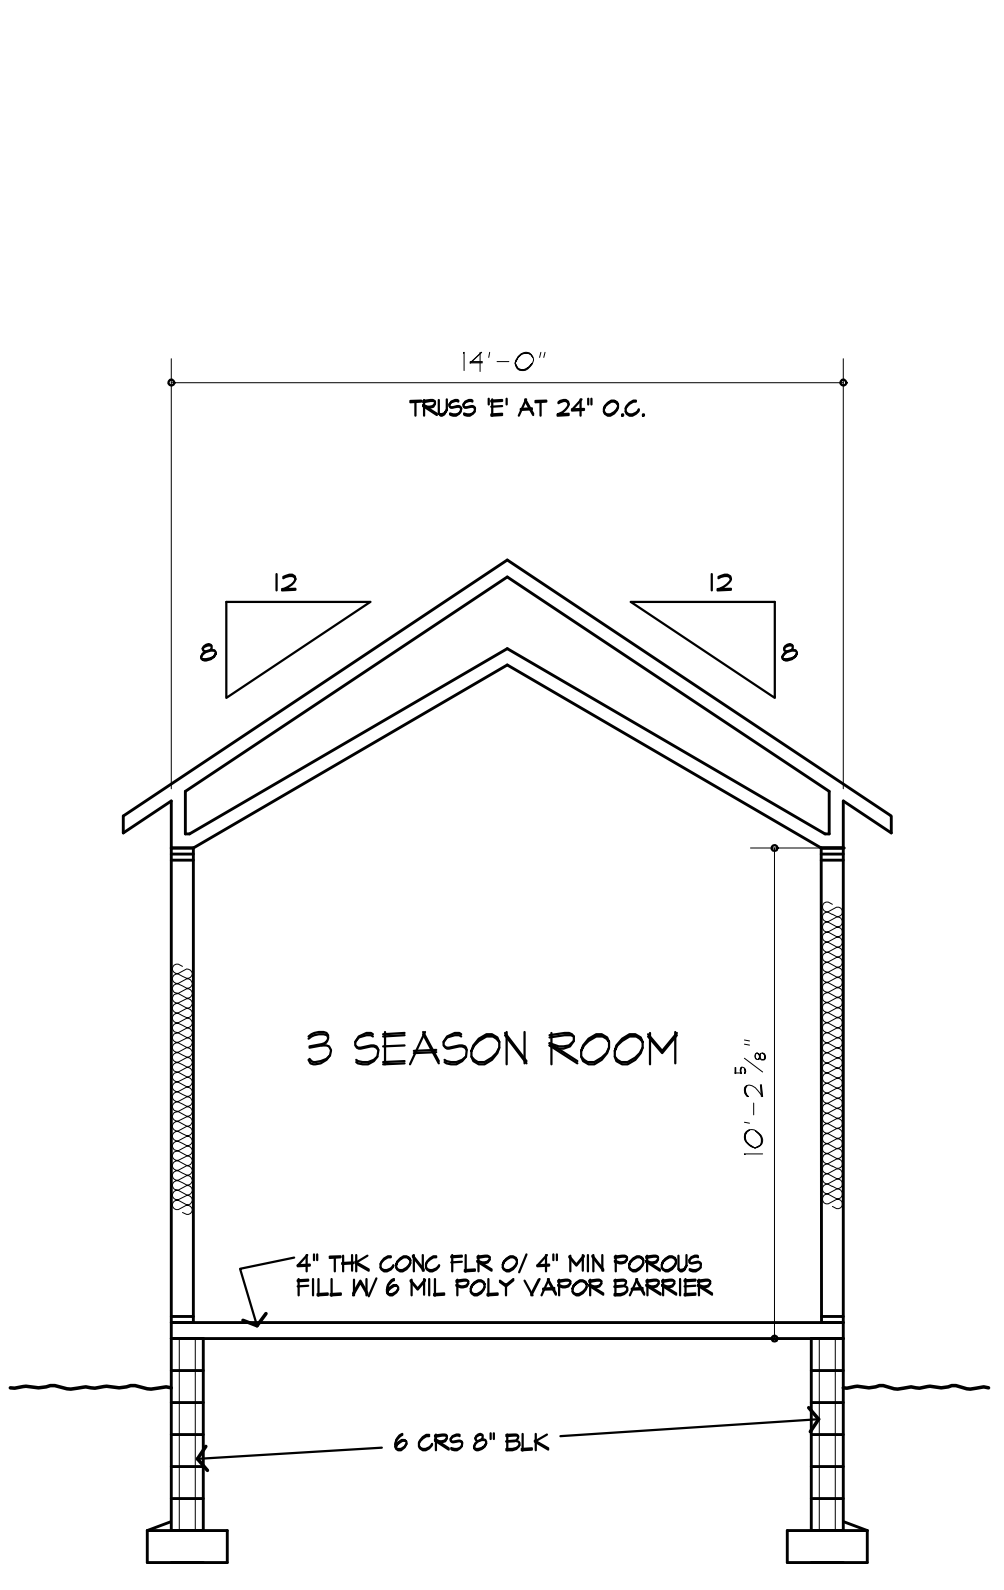 14'-0"
TRUSS 'E' AT 24" O.C.
12
12
8
8
3 SEASON ROOM
10'-2 5/8"
4" THK CONC FLR O/ 4" MIN POROUS
FILL W/ 6 MIL POLY VAPOR BARRIER
6 CRS 8" BLK